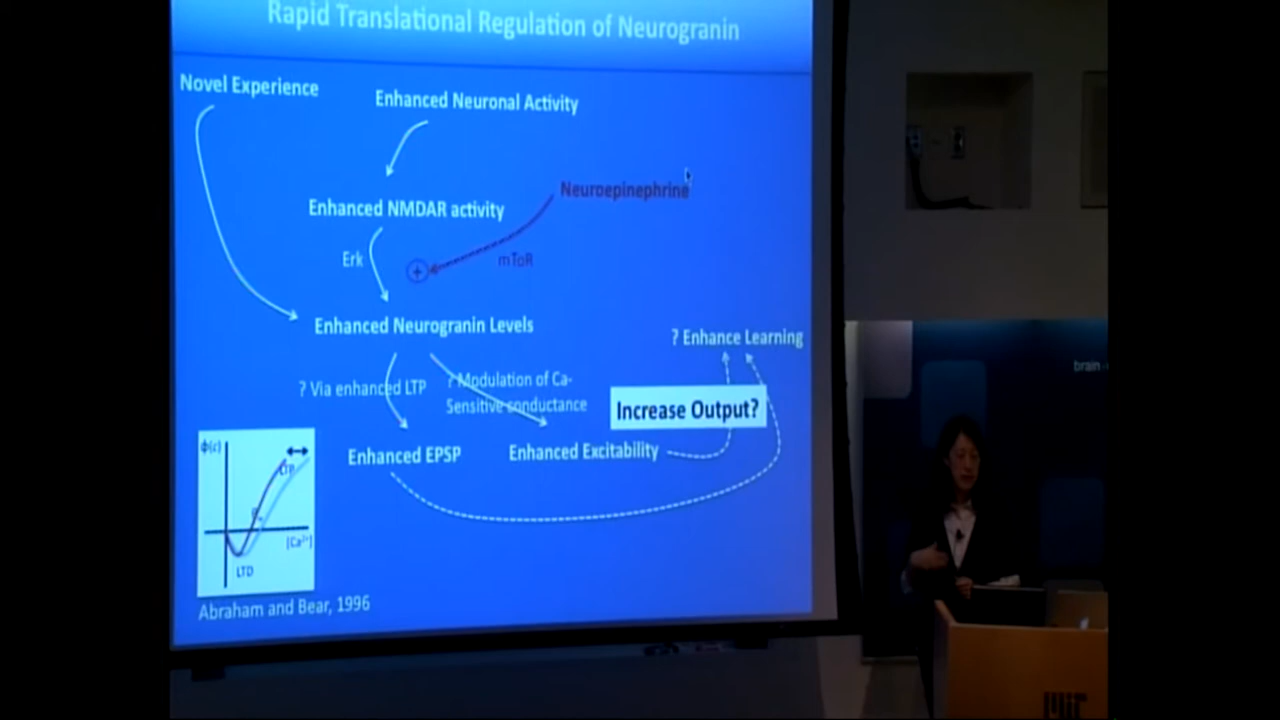 Rapid Translational Regulation of Neurogranin
Novel Experience
Enhanced Neuronal Activity
Neuroepinephrine
Enhanced NMDAR activity
Erk
+
mToR
Enhanced Neurogranin Levels
? Enhance Learning
? Via enhanced LTP
? Modulation of Ca-
Sensitive conductance
Increase Output?
Enhanced EPSP
Enhanced Excitability
Φ(c)
LTP
[Ca²⁺]
LTD
Abraham and Bear, 1996
brain
MIT